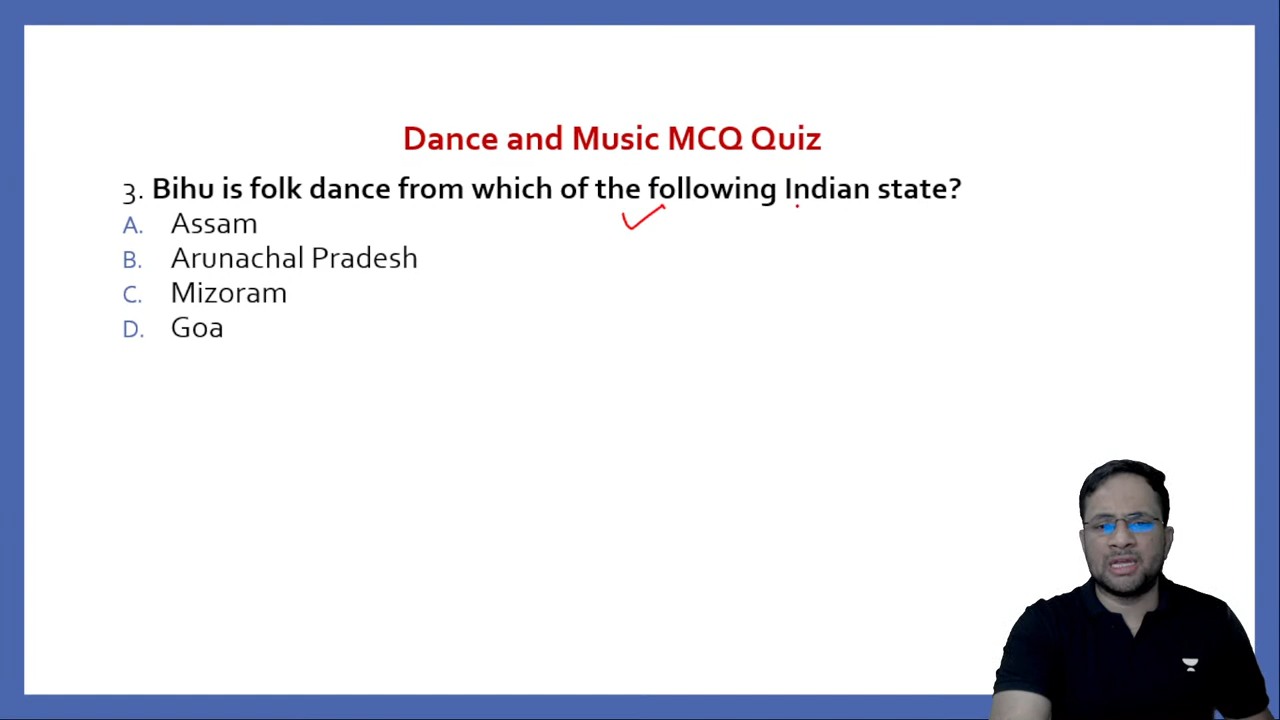 Dance and Music MCQ Quiz
3. Bihu is folk dance from which of the following Indian state?
A. Assam
B. Arunachal Pradesh
C. Mizoram
D. Goa